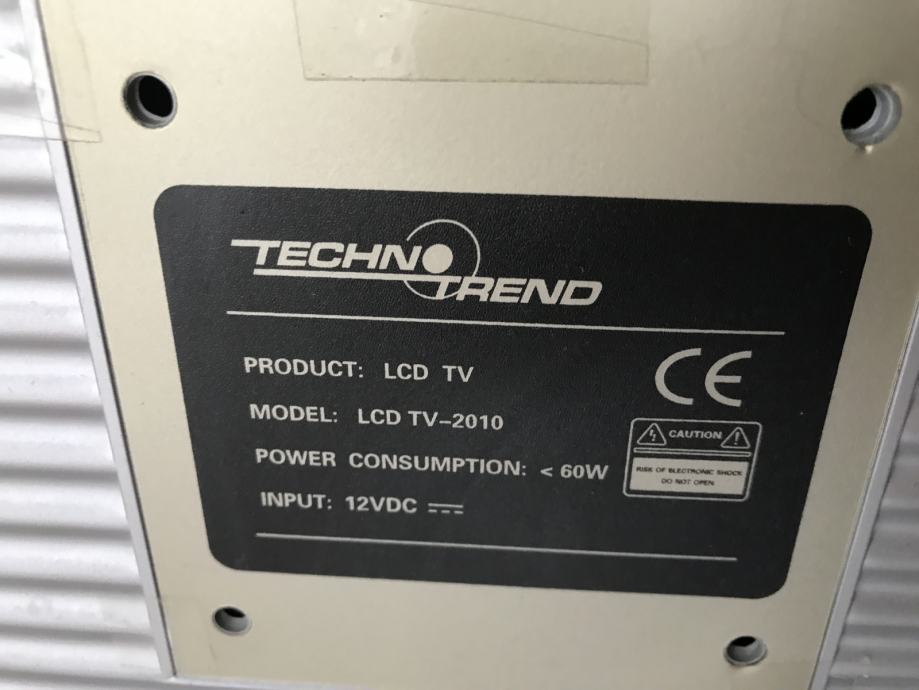 TECHNO
TREND
PRODUCT: LCD TV
MODEL: LCD TV-2010
POWER CONSUMPTION: < 60W
INPUT: 12VDC
CE
CAUTION
RISK OF ELECTRONIC SHOCK
DO NOT OPEN